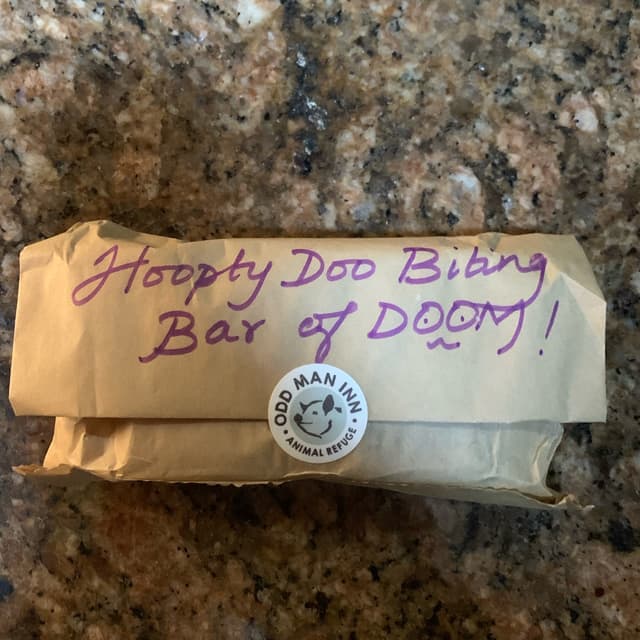 Hoopty Doo Biting
Bar of DOOM!
ODD MAN INN
• ANIMAL REFUGE •